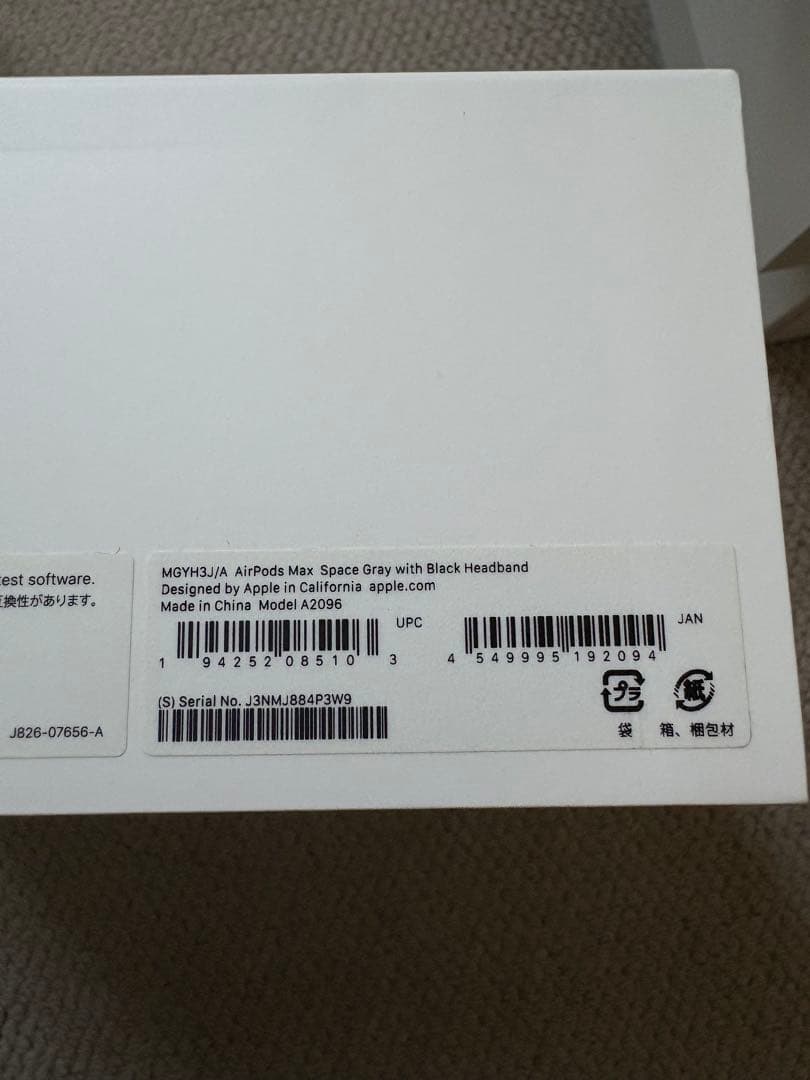 test software.
互換性があります。
J826-07656-A
MGYH3J/A AirPods Max Space Gray with Black Headband
Designed by Apple in California apple.com
Made in China Model A2096
UPC
1 94252 08510 3
JAN
4 549995 192094
(S) Serial No. J3NMJ884P3W9
プラ
紙
袋
箱、梱包材